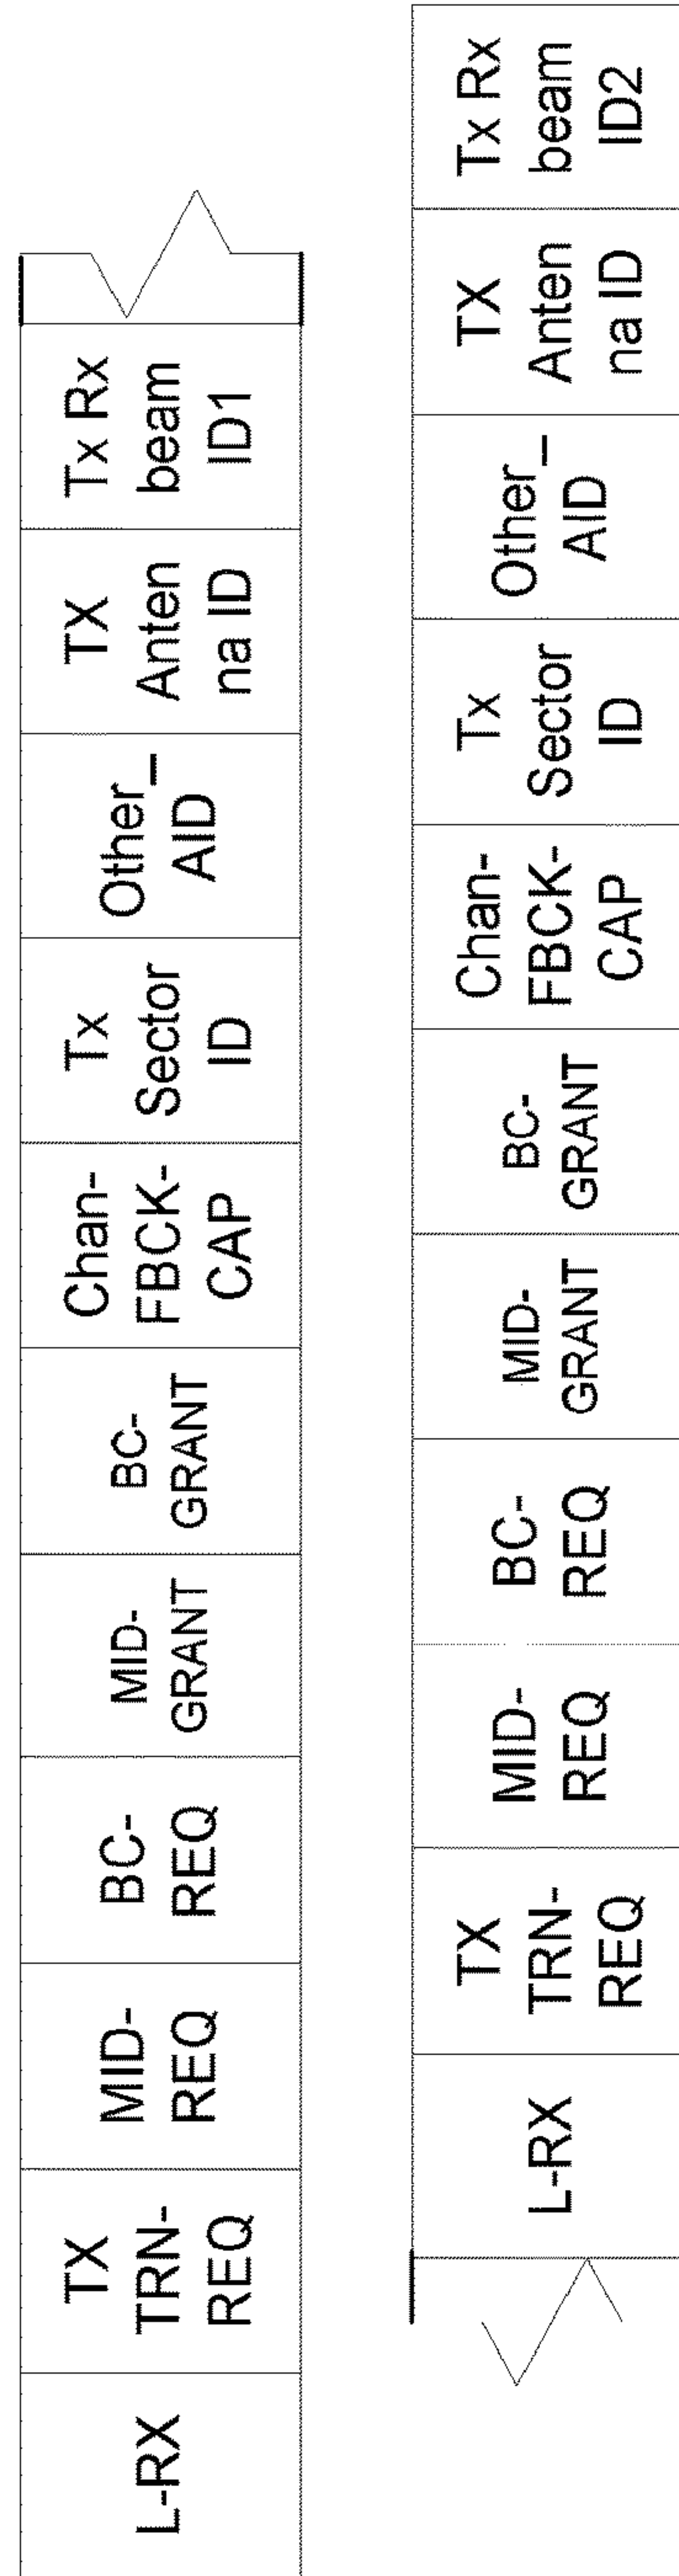 L-RX
TX
TRN-
REQ
MID-
REQ
BC-
REQ
MID-
GRANT
BC-
GRANT
Chan-
FBCK-
CAP
Tx
Sector
ID
Other_
AID
TX
Anten
na ID
Tx Rx
beam
ID1
L-RX
TX
TRN-
REQ
MID-
REQ
BC-
REQ
MID-
GRANT
BC-
GRANT
Chan-
FBCK-
CAP
Tx
Sector
ID
Other_
AID
TX
Anten
na ID
Tx Rx
beam
ID2